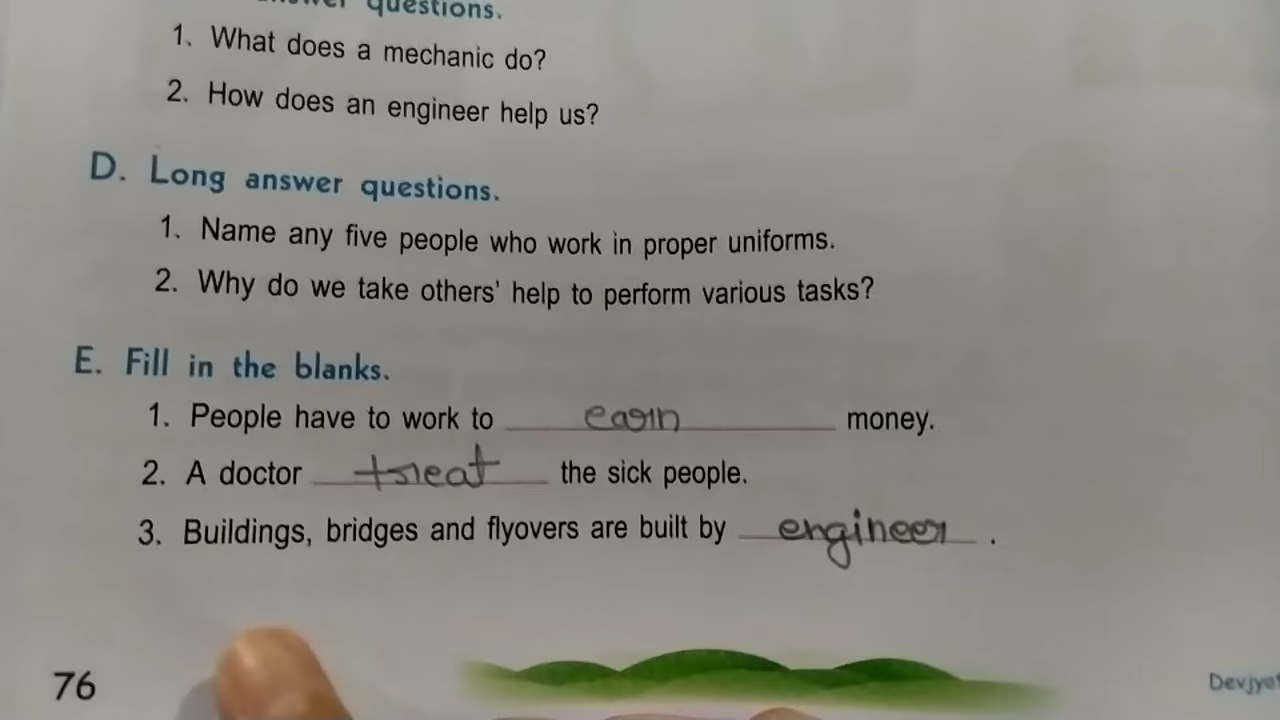 questions.
1. What does a mechanic do?
2. How does an engineer help us?
D. Long answer questions.
1. Name any five people who work in proper uniforms.
2. Why do we take others' help to perform various tasks?
E. Fill in the blanks.
1. People have to work to earn money.
2. A doctor treat the sick people.
3. Buildings, bridges and flyovers are built by engineer .
76